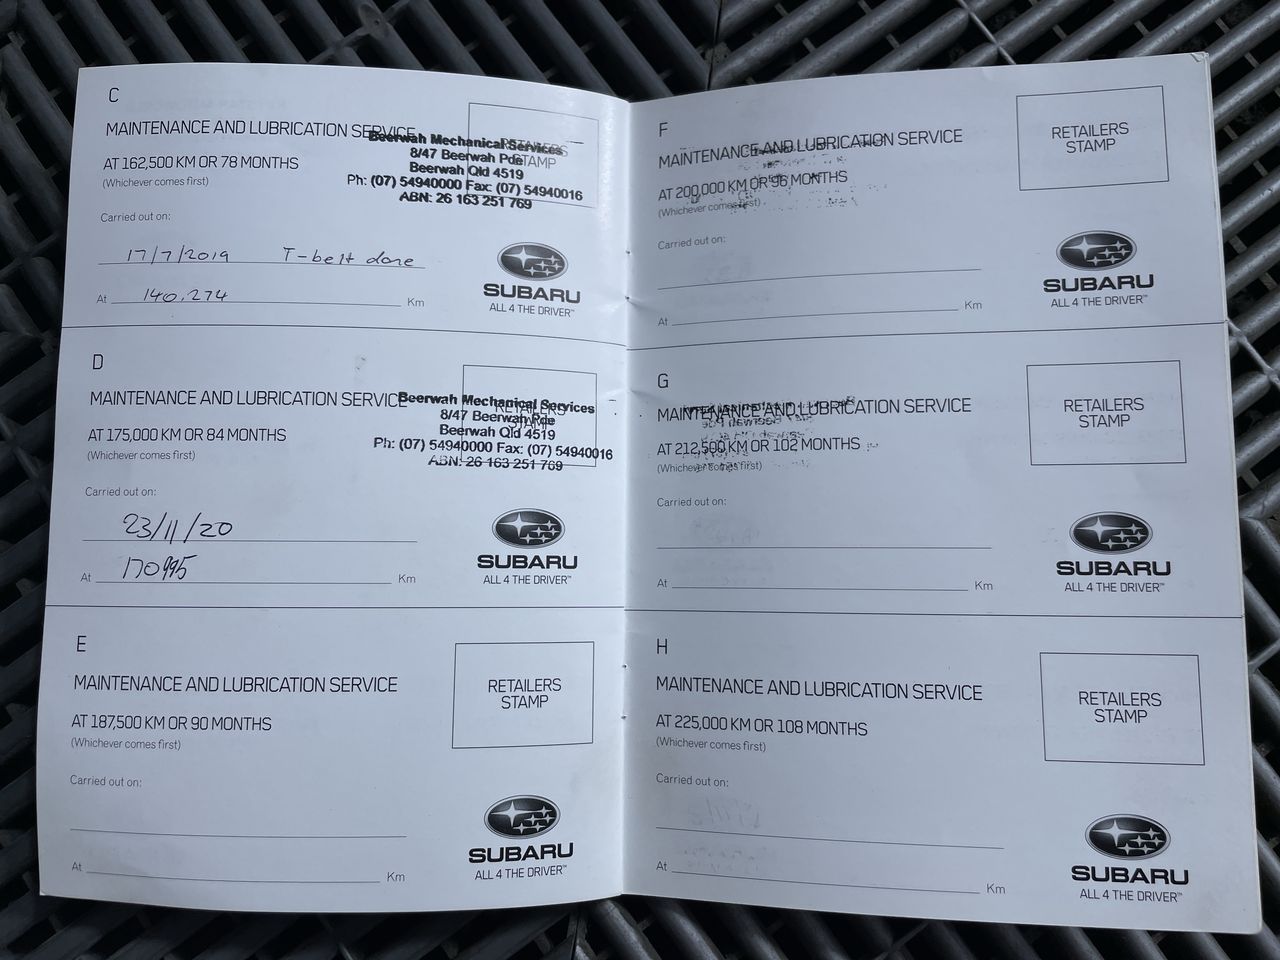 C
MAINTENANCE AND LUBRICATION SERVICE
AT 162,500 KM OR 78 MONTHS
(Whichever comes first)
RETAILERS
STAMP
Beerwah Mechanical Services
8/47 Beerwah Pde
Beerwah Qld 4519
Ph: (07) 54940000 Fax: (07) 54940016
ABN: 26 163 251 769
Carried out on:
17/7/2019 T-belt done
At 140,274 Km
SUBARU
ALL 4 THE DRIVER™
D
MAINTENANCE AND LUBRICATION SERVICE
AT 175,000 KM OR 84 MONTHS
(Whichever comes first)
RETAILERS
STAMP
Beerwah Mechanical Services
8/47 Beerwah Pde
Beerwah Qld 4519
Ph: (07) 54940000 Fax: (07) 54940016
ABN: 26 163 251 769
Carried out on:
23/11/20
At 170995 Km
SUBARU
ALL 4 THE DRIVER™
E
MAINTENANCE AND LUBRICATION SERVICE
AT 187,500 KM OR 90 MONTHS
(Whichever comes first)
RETAILERS
STAMP
Carried out on:
At Km
SUBARU
ALL 4 THE DRIVER™
F
MAINTENANCE AND LUBRICATION SERVICE
AT 200,000 KM OR 96 MONTHS
(Whichever comes first)
RETAILERS
STAMP
Carried out on:
At Km
SUBARU
ALL 4 THE DRIVER™
G
MAINTENANCE AND LUBRICATION SERVICE
AT 212,500 KM OR 102 MONTHS
(Whichever comes first)
RETAILERS
STAMP
Carried out on:
At Km
SUBARU
ALL 4 THE DRIVER™
H
MAINTENANCE AND LUBRICATION SERVICE
AT 225,000 KM OR 108 MONTHS
(Whichever comes first)
RETAILERS
STAMP
Carried out on:
At Km
SUBARU
ALL 4 THE DRIVER™